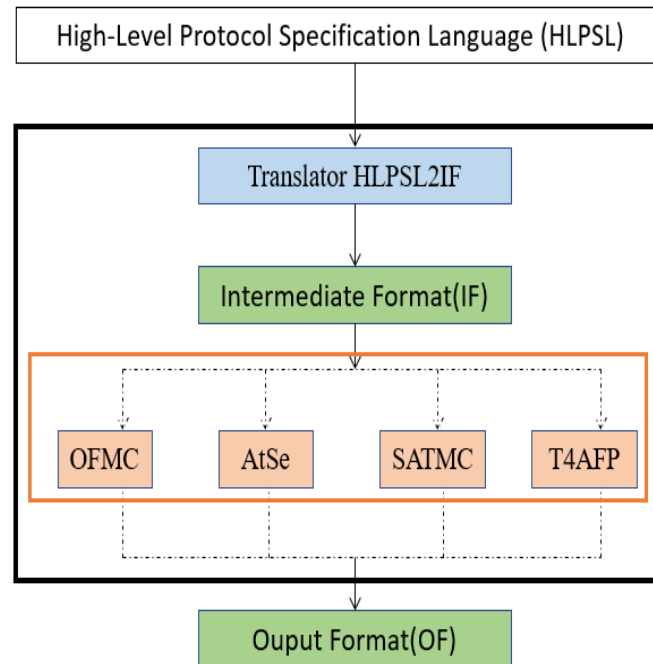 High-Level Protocol Specification Language (HLPSL)
Translator HLPSL2IF
Intermediate Format(IF)
OFMC
AtSe
SATMC
T4AFP
Ouput Format(OF)